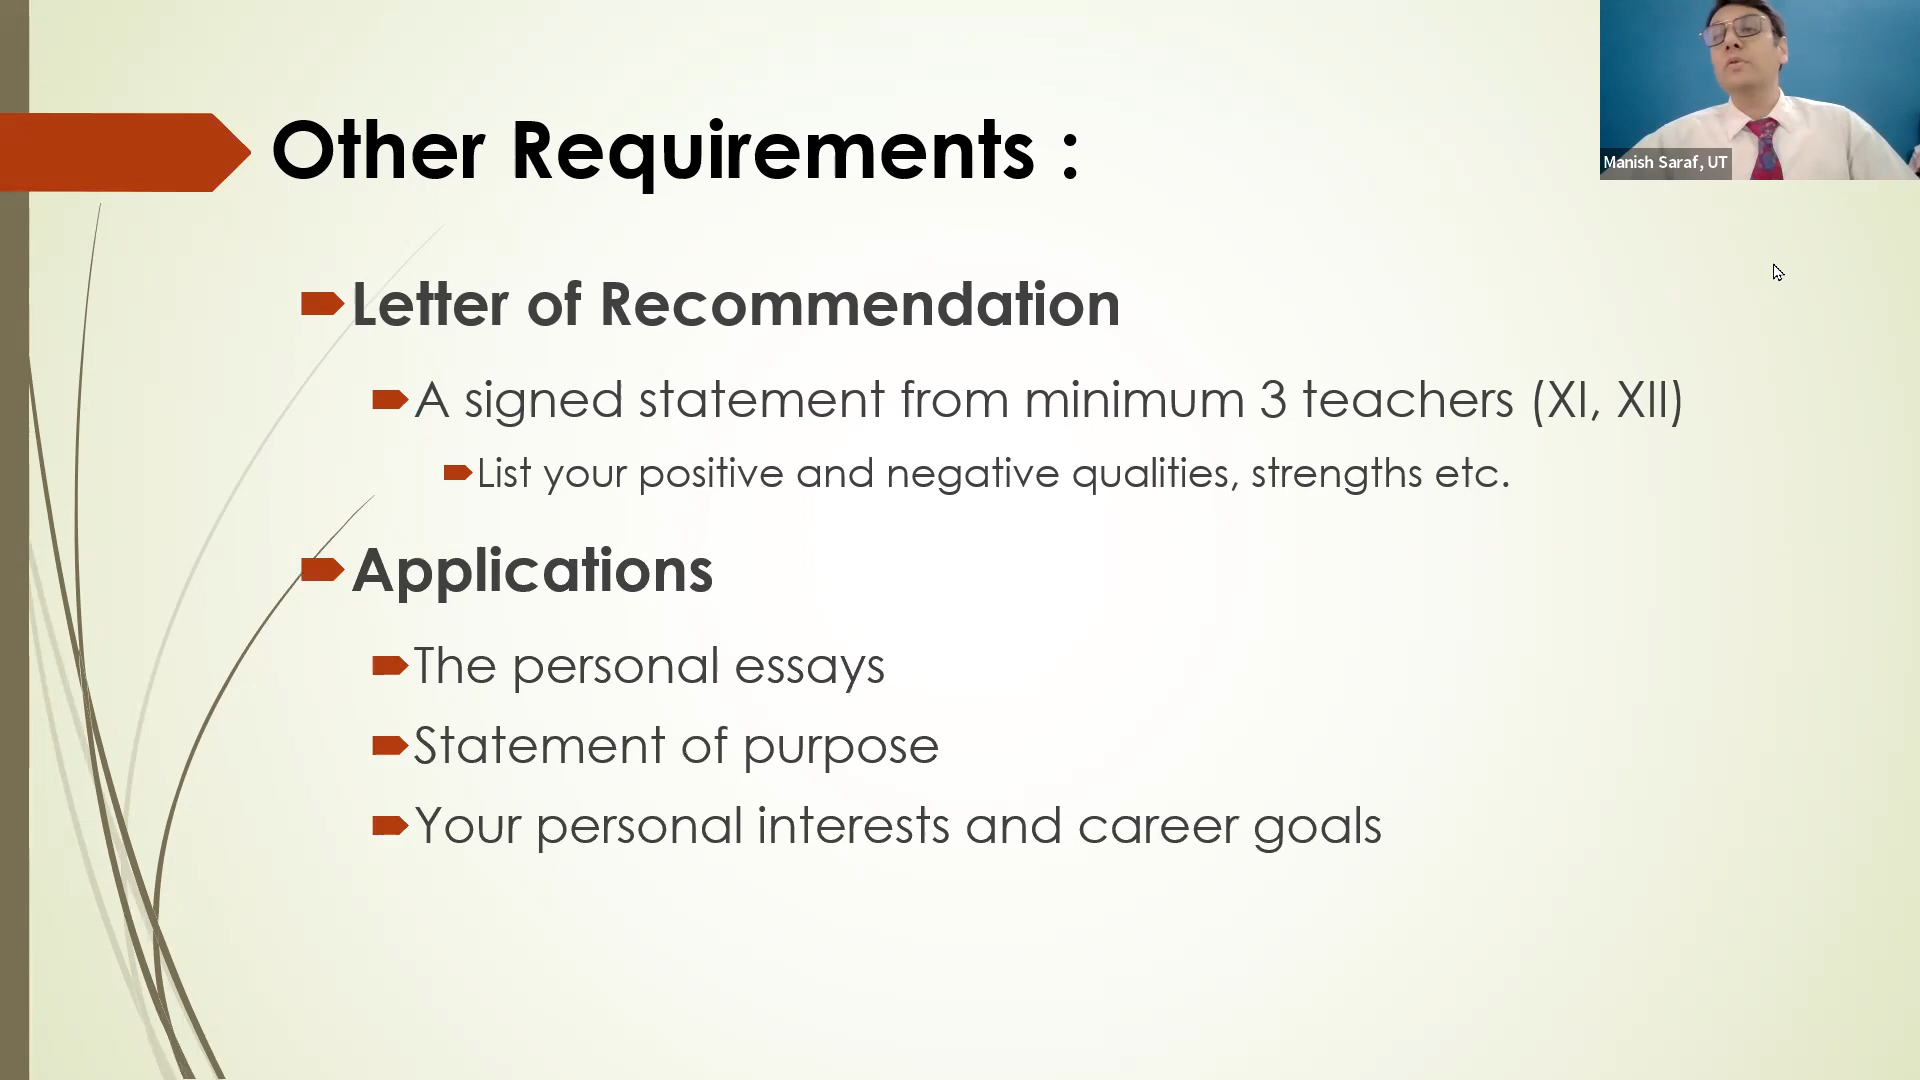 Other Requirements :
Manish Saraf, UT
Letter of Recommendation
A signed statement from minimum 3 teachers (XI, XII)
List your positive and negative qualities, strengths etc.
Applications
The personal essays
Statement of purpose
Your personal interests and career goals